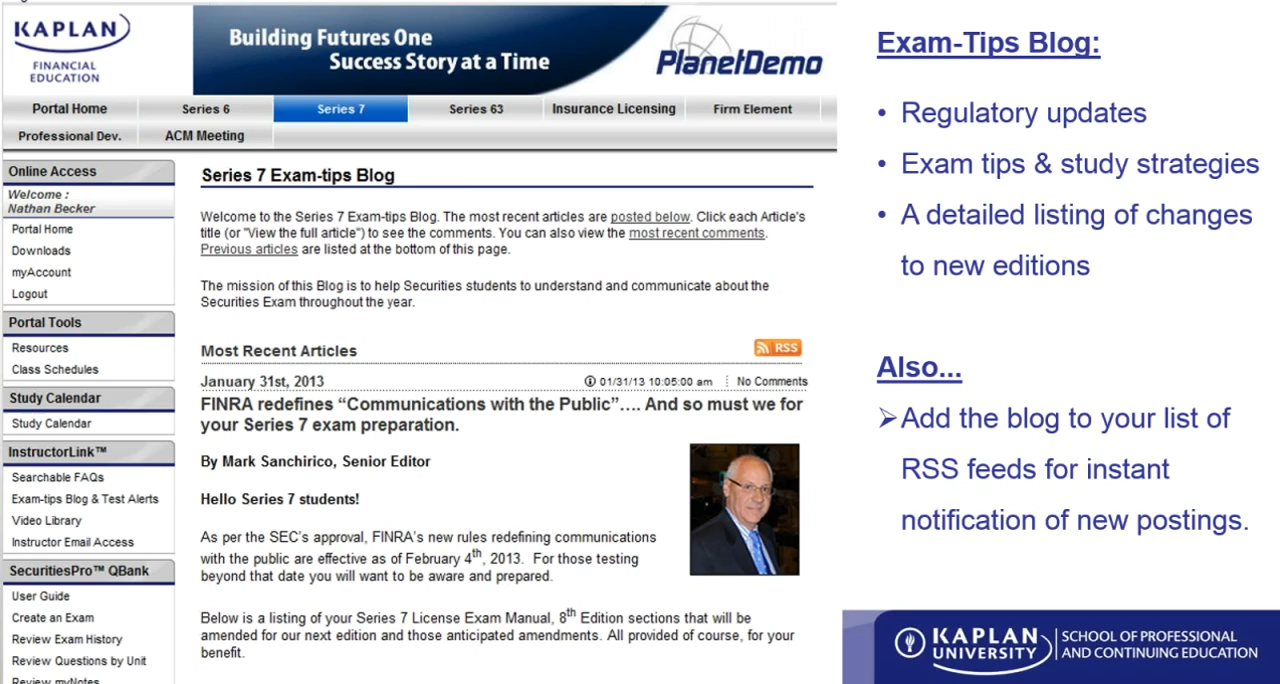 KAPLAN
FINANCIAL
EDUCATION
Building Futures One
Success Story at a Time
PlanetDemo
Portal Home
Series 6
Series 7
Series 63
Insurance Licensing
Firm Element
Professional Dev.
ACM Meeting
Online Access
Welcome :
Nathan Becker
Portal Home
Downloads
myAccount
Logout
Portal Tools
Resources
Class Schedules
Study Calendar
Study Calendar
InstructorLink™
Searchable FAQs
Exam-tips Blog & Test Alerts
Video Library
Instructor Email Access
SecuritiesPro™ QBank
User Guide
Create an Exam
Review Exam History
Review Questions by Unit
Review myNotes
Series 7 Exam-tips Blog
Welcome to the Series 7 Exam-tips Blog. The most recent articles are posted below. Click each Article's
title (or "View the full article") to see the comments. You can also view the most recent comments.
Previous articles are listed at the bottom of this page.
The mission of this Blog is to help Securities students to understand and communicate about the
Securities Exam throughout the year.
Most Recent Articles
RSS
January 31st, 2013
01/31/13 10:05:00 am
No Comments
FINRA redefines “Communications with the Public”…. And so must we for
your Series 7 exam preparation.
By Mark Sanchirico, Senior Editor
Hello Series 7 students!
As per the SEC’s approval, FINRA’s new rules redefining communications
with the public are effective as of February 4th, 2013. For those testing
beyond that date you will want to be aware and prepared.
Below is a listing of your Series 7 License Exam Manual, 8th Edition sections that will be
amended for our next edition and those anticipated amendments. All provided of course, for your
benefit.
Exam-Tips Blog:
• Regulatory updates
• Exam tips & study strategies
• A detailed listing of changes
to new editions
Also...
➢Add the blog to your list of
RSS feeds for instant
notification of new postings.
KAPLAN
UNIVERSITY
SCHOOL OF PROFESSIONAL
AND CONTINUING EDUCATION